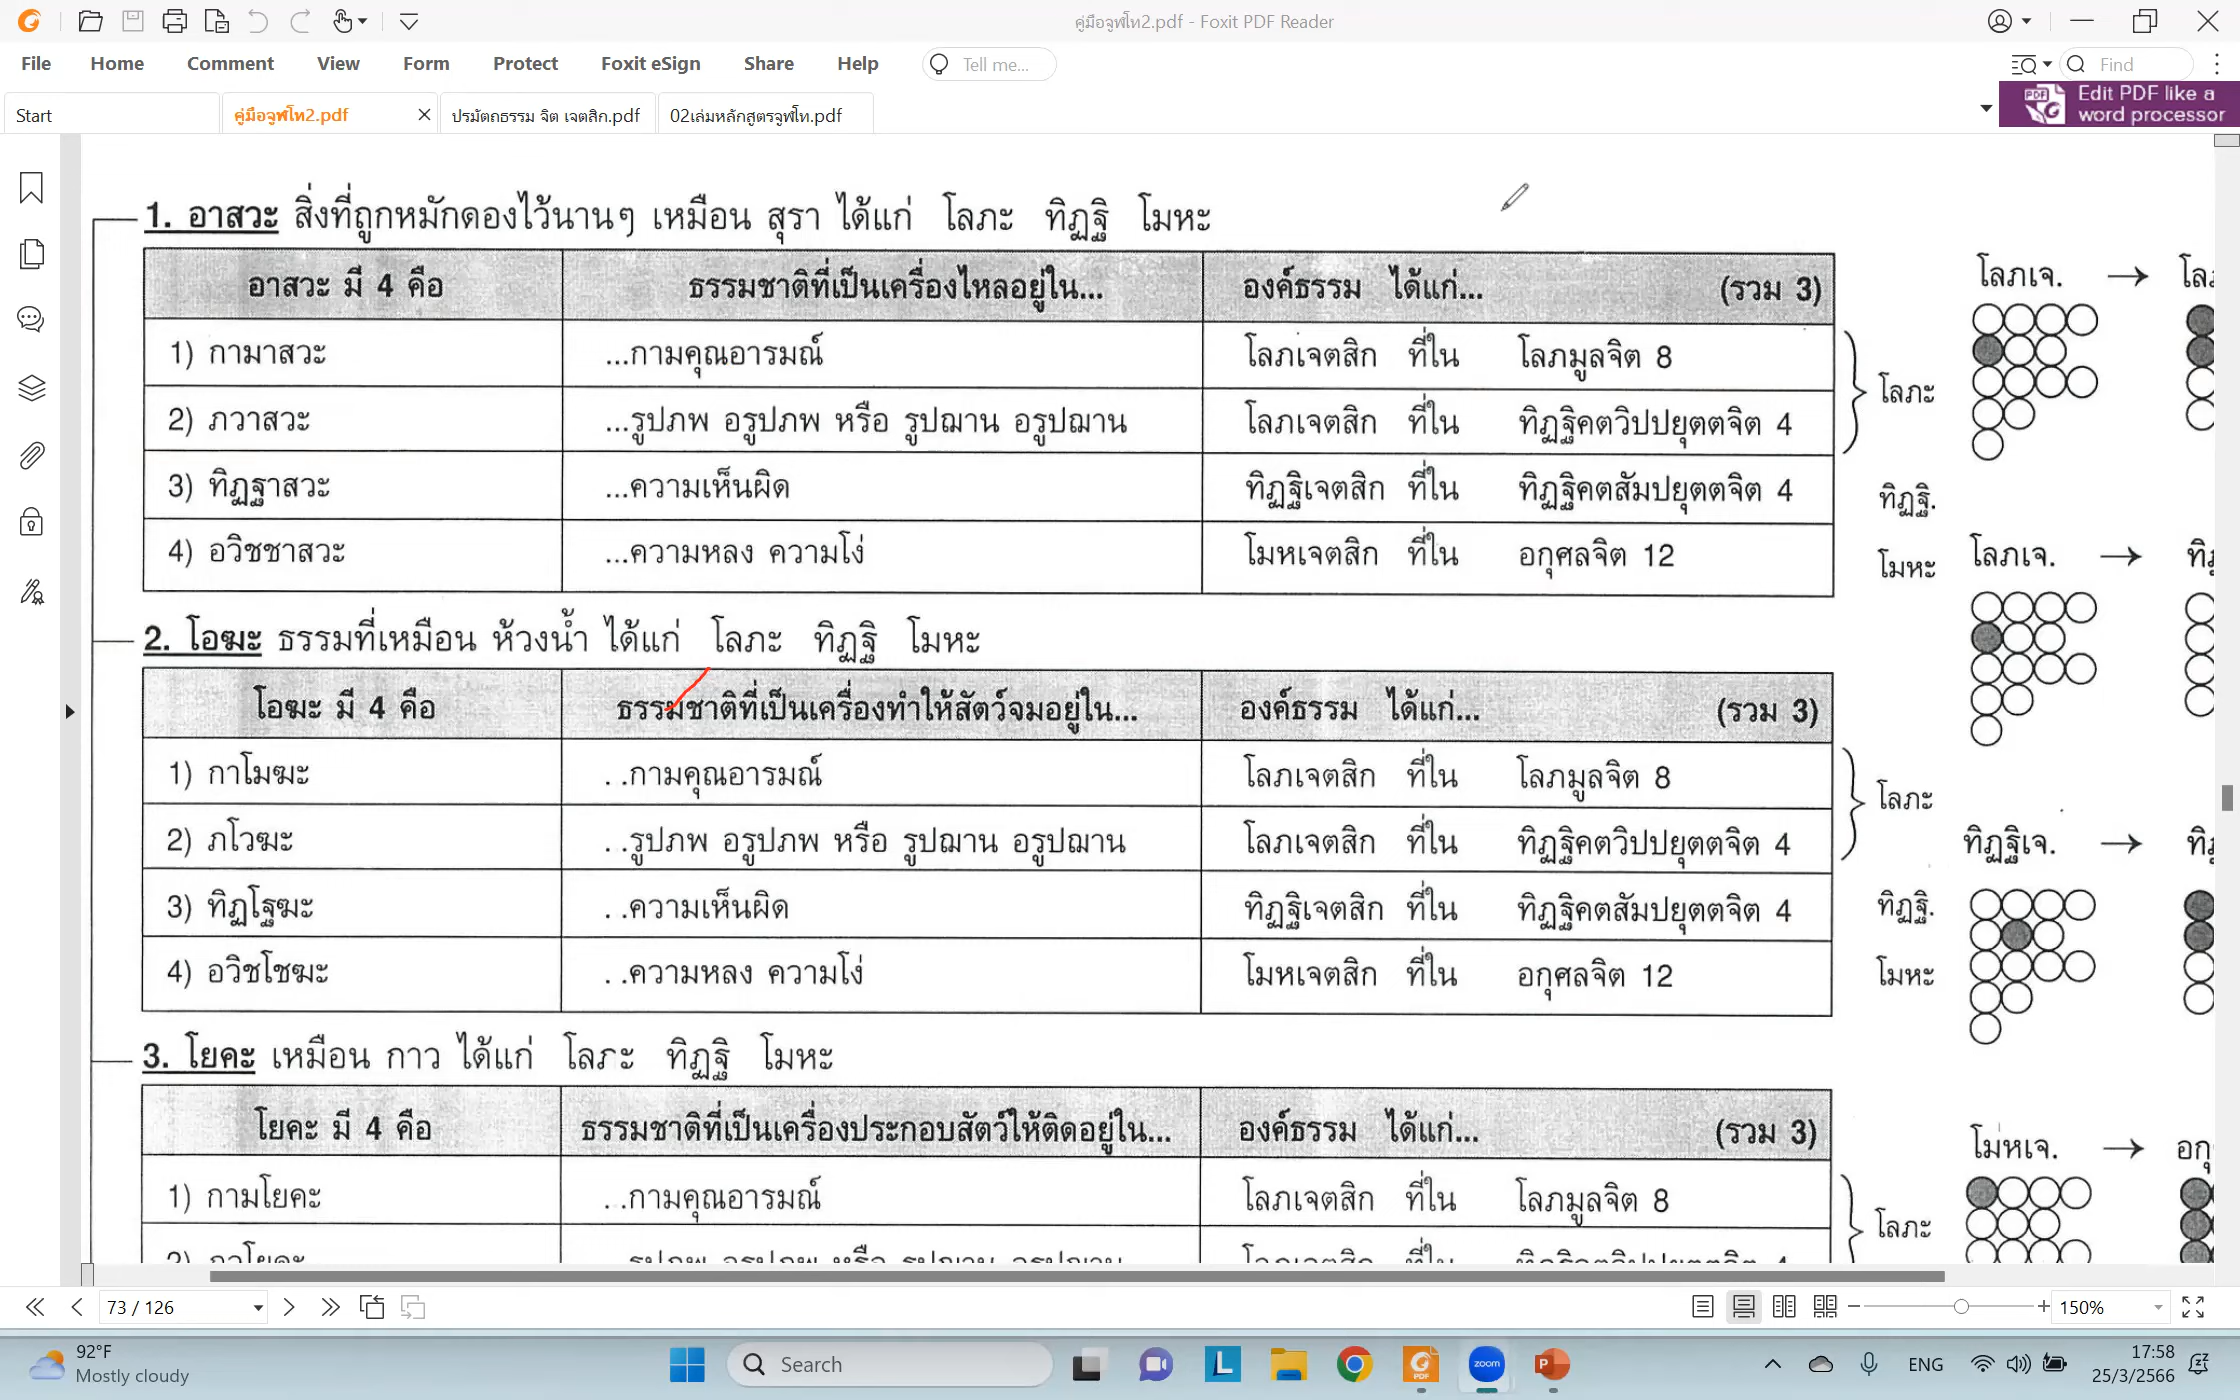 คู่มือจูฬโท2.pdf - Foxit PDF Reader
File Home Comment View Form Protect Foxit eSign Share Help Tell me... Find
Start คู่มือจูฬโท2.pdf ปรมัตถธรรม จิต เจตสิก.pdf 02เล่มหลักสูตรจูฬโท.pdf
Edit PDF like a
word processor
1. อาสวะ สิ่งที่ถูกหมักดองไว้นานๆ เหมือน สุรา ได้แก่ โลภะ ทิฏฐิ โมหะ
อาสวะ มี 4 คือ ธรรมชาติที่เป็นเครื่องไหลอยู่ใน... องค์ธรรม ได้แก่... (รวม 3)
1) กามาสวะ ...กามคุณอารมณ์ โลภเจตสิก ที่ใน โลภมูลจิต 8
2) ภวาสวะ ...รูปภพ อรูปภพ หรือ รูปฌาน อรูปฌาน โลภเจตสิก ที่ใน ทิฏฐิคตวิปปยุตตจิต 4
โลภะ
3) ทิฏฐาสวะ ...ความเห็นผิด ทิฏฐิเจตสิก ที่ใน ทิฏฐิคตสัมปยุตตจิต 4 ทิฏฐิ.
4) อวิชชาสวะ ...ความหลง ความโง่ โมหเจตสิก ที่ใน อกุศลจิต 12 โมหะ
โลภเจ. →
โลภเจ. →
2. โอฆะ ธรรมที่เหมือน ห้วงน้ำ ได้แก่ โลภะ ทิฏฐิ โมหะ
โอฆะ มี 4 คือ ธรรมชาติที่เป็นเครื่องทำให้สัตว์จมอยู่ใน... องค์ธรรม ได้แก่... (รวม 3)
1) กาโมฆะ . .กามคุณอารมณ์ โลภเจตสิก ที่ใน โลภมูลจิต 8
2) ภโวฆะ . .รูปภพ อรูปภพ หรือ รูปฌาน อรูปฌาน โลภเจตสิก ที่ใน ทิฏฐิคตวิปปยุตตจิต 4
โลภะ
3) ทิฏโฐฆะ . .ความเห็นผิด ทิฏฐิเจตสิก ที่ใน ทิฏฐิคตสัมปยุตตจิต 4 ทิฏฐิ.
4) อวิชโชฆะ . .ความหลง ความโง่ โมหเจตสิก ที่ใน อกุศลจิต 12 โมหะ
ทิฏฐิเจ. →
3. โยคะ เหมือน กาว ได้แก่ โลภะ ทิฏฐิ โมหะ
โยคะ มี 4 คือ ธรรมชาติที่เป็นเครื่องประกอบสัตว์ให้ติดอยู่ใน... องค์ธรรม ได้แก่... (รวม 3)
1) กามโยคะ . .กามคุณอารมณ์ โลภเจตสิก ที่ใน โลภมูลจิต 8
โลภะ
โมหเจ. →
73 / 126 150%
92°F
Mostly cloudy
Search
zoom
ENG
17:58
25/3/2566